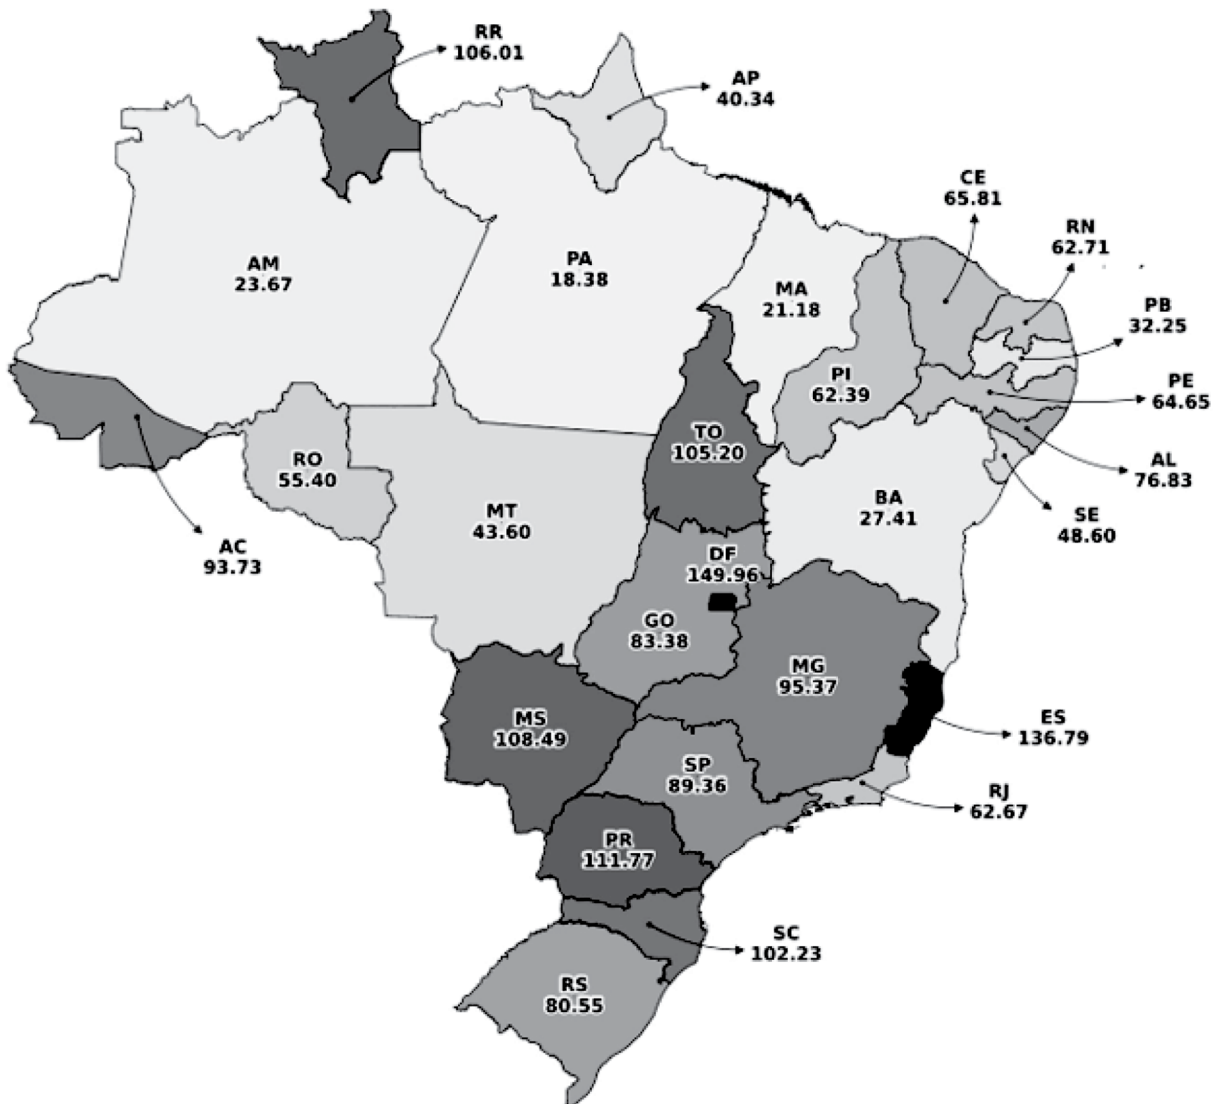 RR
106.01
AP
40.34
CE
65.81
RN
62.71
AM
23.67
PA
18.38
MA
21.18
PB
32.25
PI
62.39
PE
64.65
TO
105.20
RO
55.40
AL
76.83
MT
43.60
BA
27.41
SE
48.60
AC
93.73
DF
149.96
GO
83.38
MG
95.37
MS
108.49
ES
136.79
SP
89.36
RJ
62.67
PR
111.77
SC
102.23
RS
80.55